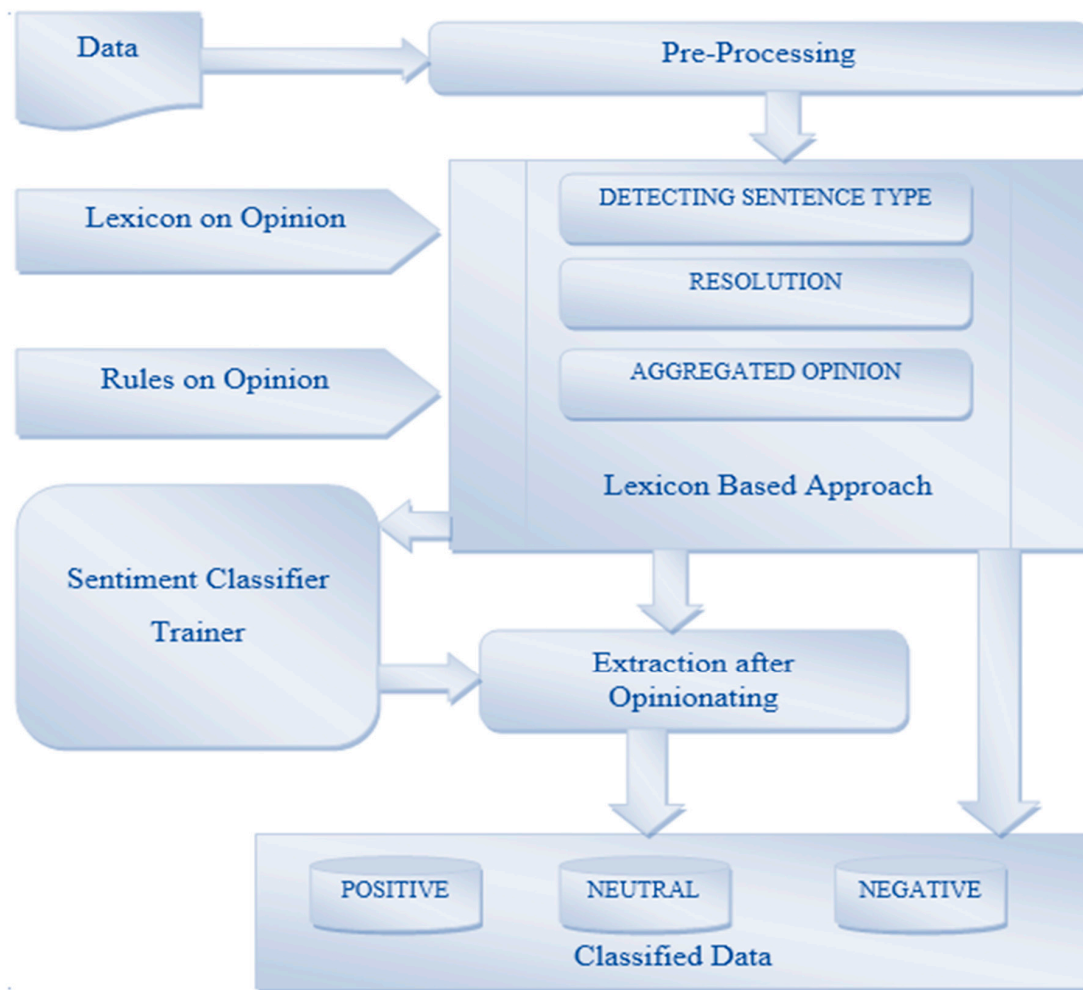 Data
Pre-Processing
Lexicon on Opinion
Rules on Opinion
DETECTING SENTENCE TYPE
RESOLUTION
AGGREGATED OPINION
Lexicon Based Approach
Sentiment Classifier
Trainer
Extraction after
Opinionating
POSITIVE
NEUTRAL
NEGATIVE
Classified Data